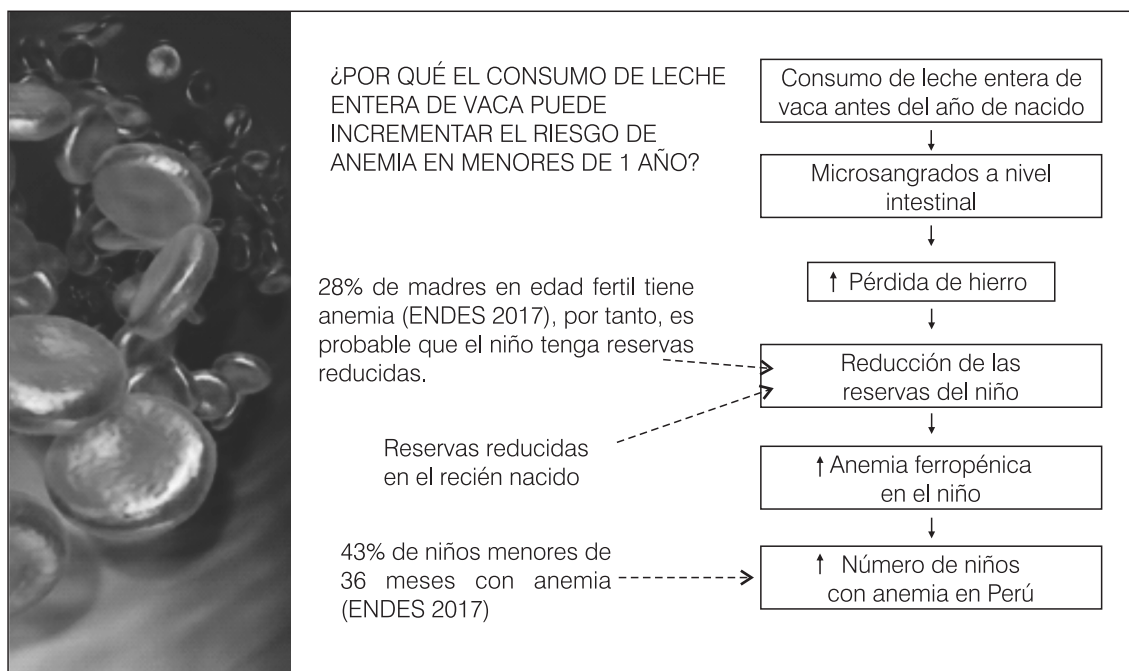 ¿POR QUÉ EL CONSUMO DE LECHE
ENTERA DE VACA PUEDE
INCREMENTAR EL RIESGO DE
ANEMIA EN MENORES DE 1 AÑO?
Consumo de leche entera de
vaca antes del año de nacido
Microsangrados a nivel
intestinal
↑ Pérdida de hierro
28% de madres en edad fertil tiene
anemia (ENDES 2017), por tanto, es
probable que el niño tenga reservas
reducidas.
Reducción de las
reservas del niño
Reservas reducidas
en el recién nacido
↑ Anemia ferropénica
en el niño
43% de niños menores de
36 meses con anemia
(ENDES 2017)
↑ Número de niños
con anemia en Perú